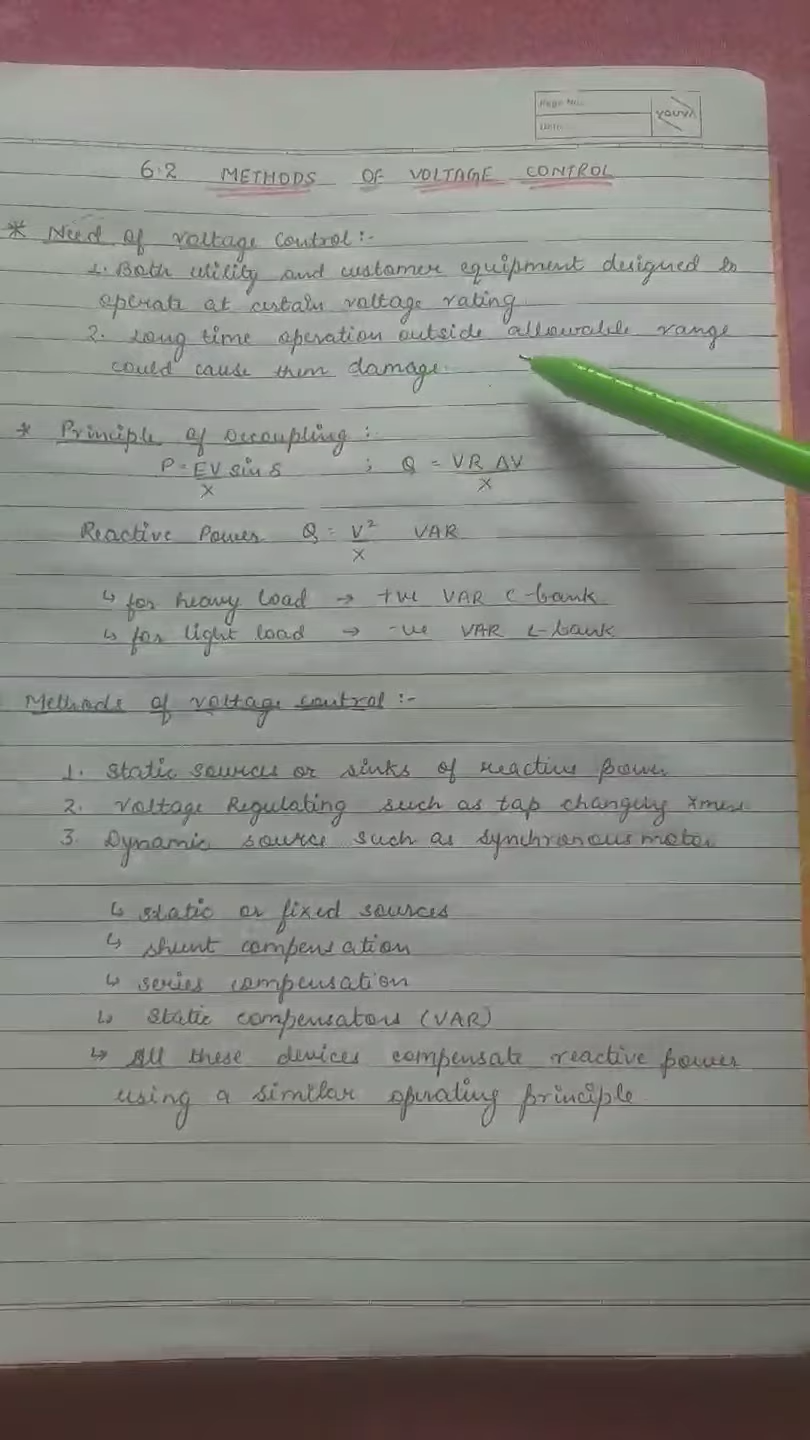 Page No.
Date
YOUVA
6.2 METHODS OF VOLTAGE CONTROL
* Need of voltage control :-
1. Both utility and customer equipment designed to
operate at certain voltage rating
2. Long time operation outside allowable range
could cause them damage.
* Principle of Decoupling :
P = EV sin δ / X ; Q = VR ΔV / X
Reactive Power Q = V² / X VAR
↳ for heavy load → +ve VAR C-bank
↳ for light load → -ve VAR L-bank
Methods of voltage control :-
1. Static sources or sinks of reactive power
2. Voltage Regulating such as tap changing Xmer
3. Dynamic source such as synchronous motor
↳ static or fixed sources
↳ shunt compensation
↳ series compensation
↳ static compensators (VAR)
↳ All these devices compensate reactive power
using a similar operating principle